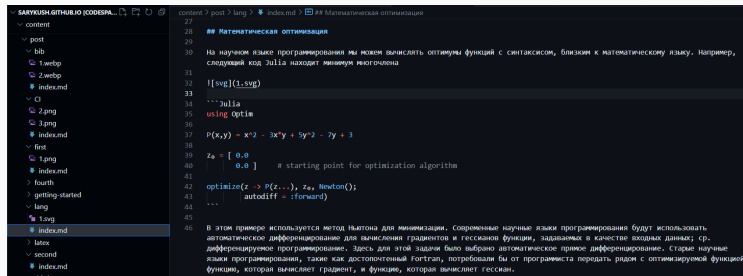 SARYKUSH.GITHUB.IO [CODESPA...
content
post
bib
1.webp
2.webp
index.md
CI
2.png
3.png
index.md
first
1.png
index.md
fourth
getting-started
lang
1.svg
index.md
latex
second
index.md
content > post > lang > index.md > ## Математическая оптимизация
27
28 ## Математическая оптимизация
29
30 На научном языке программирования мы можем вычислять оптимумы функций с синтаксисом, близким к математическому языку. Например,
следующий код Julia находит минимум многочлена
31
32 ![svg](1.svg)
33
34 ```Julia
35 using Optim
36
37 P(x,y) = x^2 - 3x*y + 5y^2 - 7y + 3
38
39 z₀ = [ 0.0
40 0.0 ] # starting point for optimization algorithm
41
42 optimize(z -> P(z...), z₀, Newton();
43 autodiff = :forward)
44 ```
45
46 В этом примере используется метод Ньютона для минимизации. Современные научные языки программирования будут использовать
автоматическое дифференцирование для вычисления градиентов и гессианов функции, задаваемых в качестве входных данных; ср.
дифференцируемое программирование. Здесь для этой задачи было выбрано автоматическое прямое дифференцирование. Старые научные
языки программирования, такие как достопочтенный Fortran, потребовали бы от программиста передать рядом с оптимизируемой функцией
функцию, которая вычисляет градиент, и функцию, которая вычисляет гессиан.